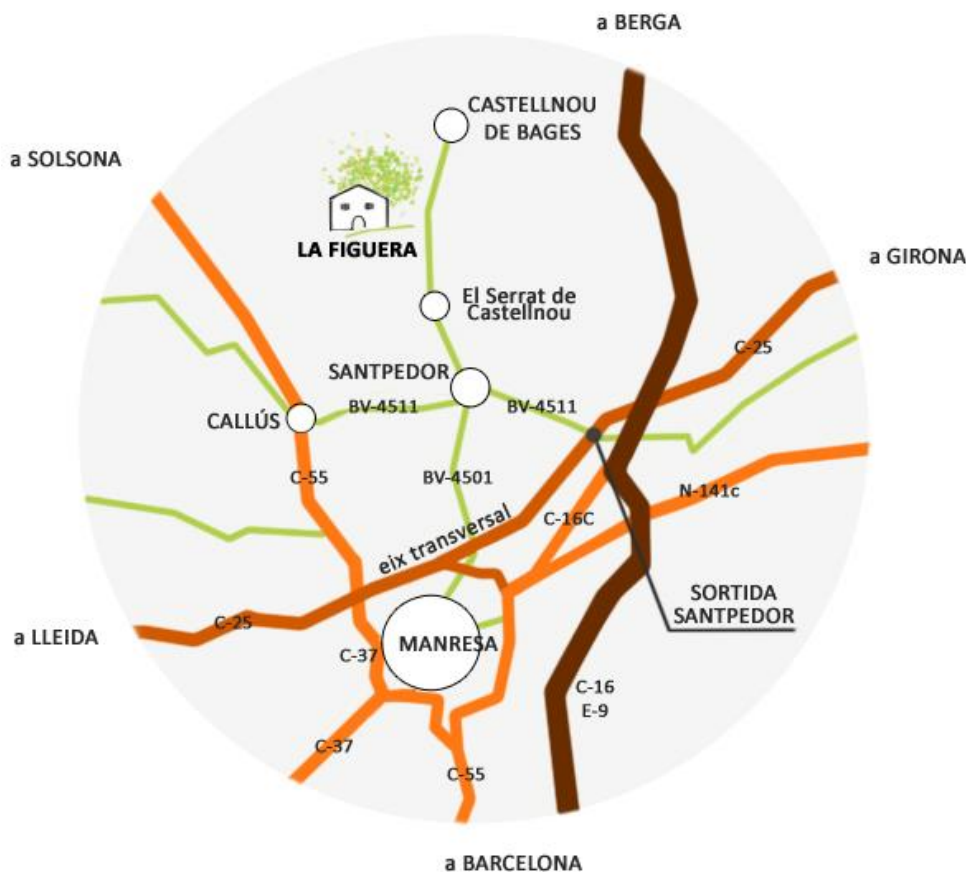 a BERGA
CASTELLNOU
DE BAGES
a SOLSONA
LA FIGUERA
a GIRONA
El Serrat de
Castellnou
C-25
SANTPEDOR
BV-4511
BV-4511
CALLÚS
C-55
BV-4501
N-141c
C-16C
eix transversal
SORTIDA
SANTPEDOR
C-25
a LLEIDA
MANRESA
C-37
C-16
E-9
C-37
C-55
a BARCELONA